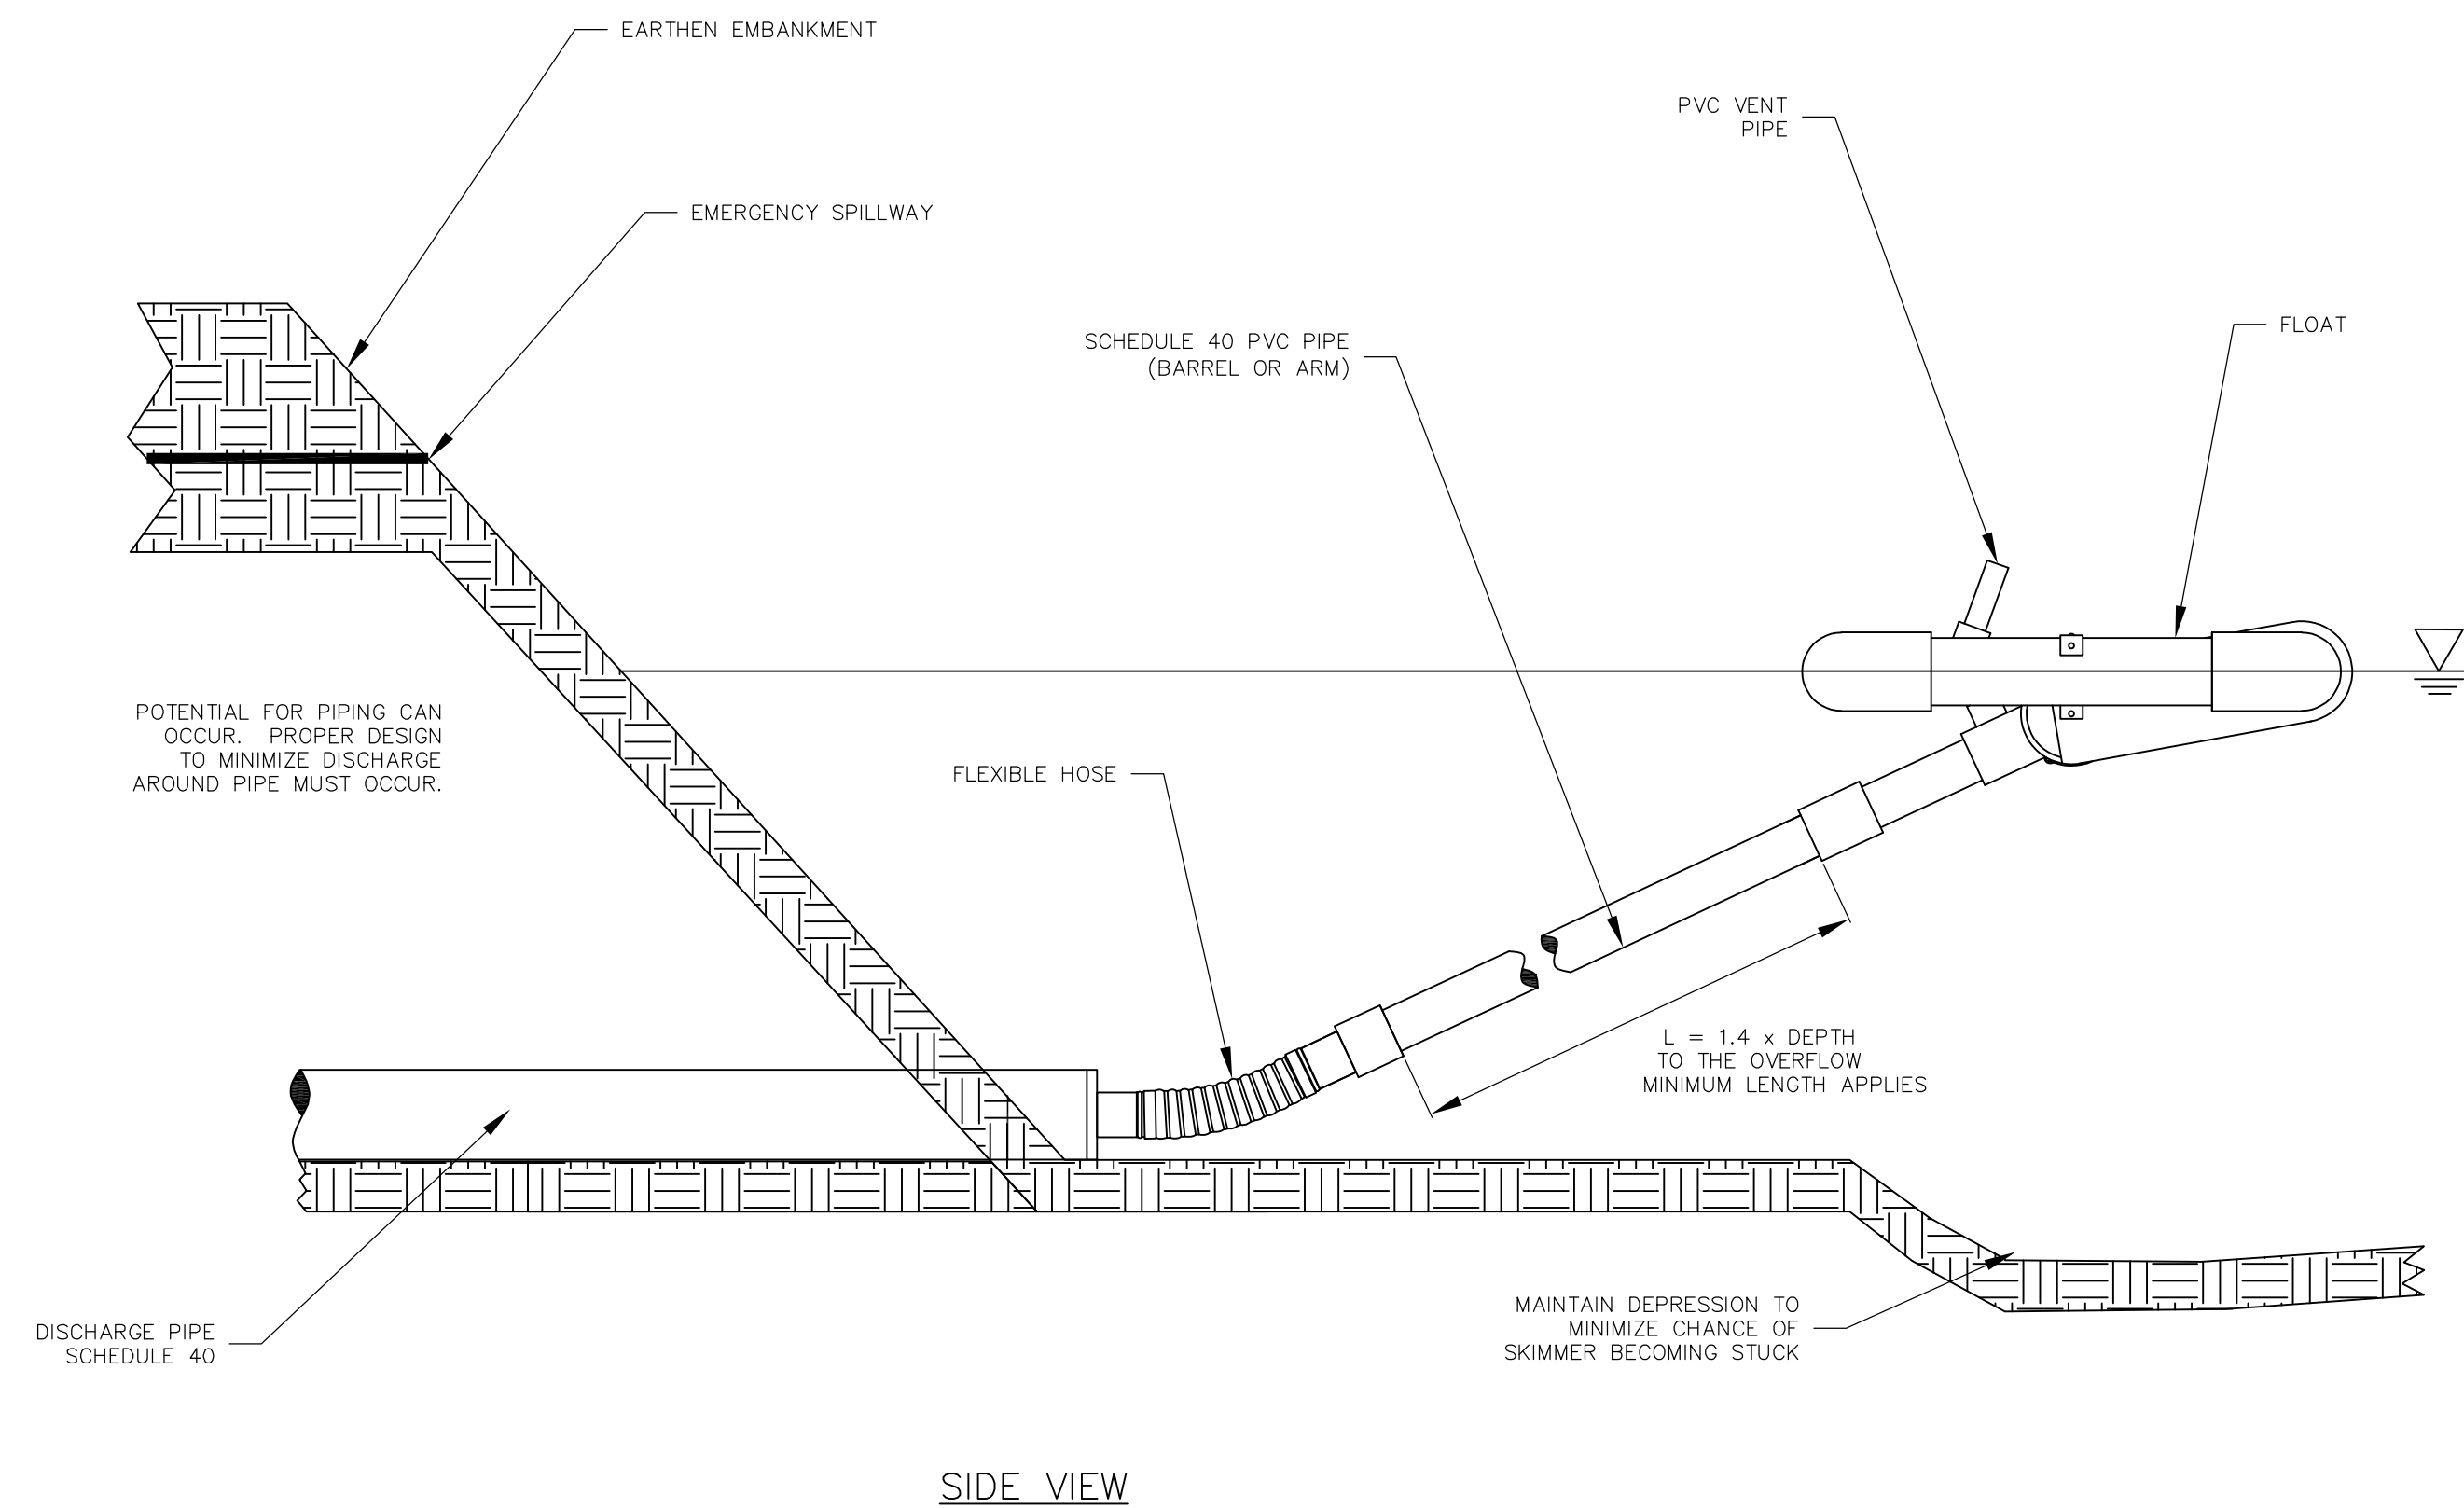 EARTHEN EMBANKMENT
PVC VENT
PIPE
EMERGENCY SPILLWAY
SCHEDULE 40 PVC PIPE
(BARREL OR ARM)
FLOAT
POTENTIAL FOR PIPING CAN
OCCUR. PROPER DESIGN
TO MINIMIZE DISCHARGE
AROUND PIPE MUST OCCUR.
FLEXIBLE HOSE
L = 1.4 x DEPTH
TO THE OVERFLOW
MINIMUM LENGTH APPLIES
DISCHARGE PIPE
SCHEDULE 40
MAINTAIN DEPRESSION TO
MINIMIZE CHANCE OF
SKIMMER BECOMING STUCK
SIDE VIEW